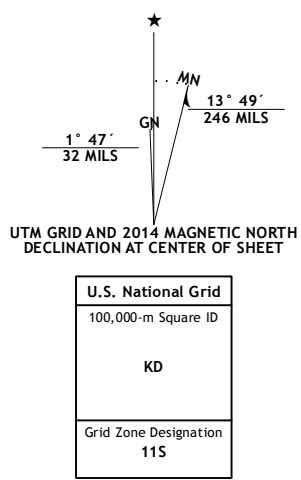 ★
MN
GN
13° 49´
246 MILS
1° 47´
32 MILS
UTM GRID AND 2014 MAGNETIC NORTH
DECLINATION AT CENTER OF SHEET
U.S. National Grid
100,000-m Square ID
KD
Grid Zone Designation
11S